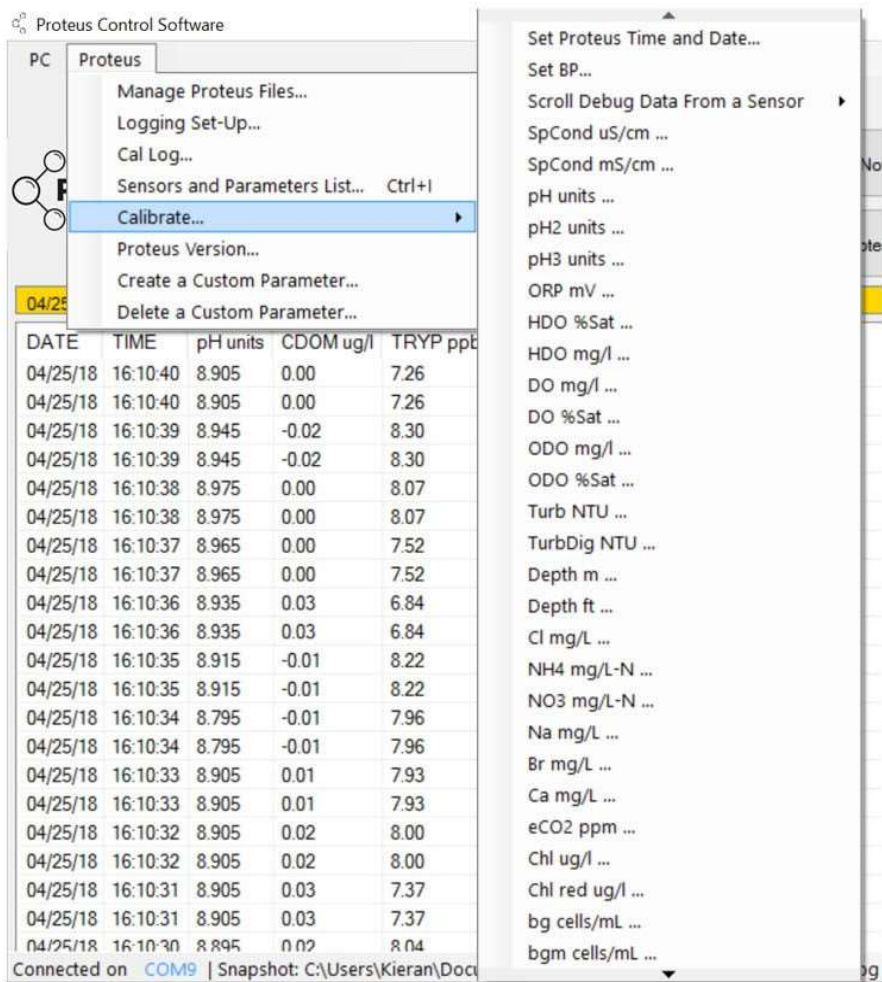 Proteus Control Software
PC Proteus
Manage Proteus Files...
Logging Set-Up...
Cal Log...
Sensors and Parameters List... Ctrl+I
Calibrate...
Proteus Version...
Create a Custom Parameter...
Delete a Custom Parameter...
Set Proteus Time and Date...
Set BP...
Scroll Debug Data From a Sensor
SpCond uS/cm ...
SpCond mS/cm ...
pH units ...
pH2 units ...
pH3 units ...
ORP mV ...
HDO %Sat ...
HDO mg/l ...
DO mg/l ...
DO %Sat ...
ODO mg/l ...
ODO %Sat ...
Turb NTU ...
TurbDig NTU ...
Depth m ...
Depth ft ...
Cl mg/L ...
NH4 mg/L-N ...
NO3 mg/L-N ...
Na mg/L ...
Br mg/L ...
Ca mg/L ...
eCO2 ppm ...
Chl ug/l ...
Chl red ug/l ...
bg cells/mL ...
bgm cells/mL ...
04/25
DATE TIME pH units CDOM ug/l TRYP ppb
04/25/18 16:10:40 8.905 0.00 7.26
04/25/18 16:10:40 8.905 0.00 7.26
04/25/18 16:10:39 8.945 -0.02 8.30
04/25/18 16:10:39 8.945 -0.02 8.30
04/25/18 16:10:38 8.975 0.00 8.07
04/25/18 16:10:38 8.975 0.00 8.07
04/25/18 16:10:37 8.965 0.00 7.52
04/25/18 16:10:37 8.965 0.00 7.52
04/25/18 16:10:36 8.935 0.03 6.84
04/25/18 16:10:36 8.935 0.03 6.84
04/25/18 16:10:35 8.915 -0.01 8.22
04/25/18 16:10:35 8.915 -0.01 8.22
04/25/18 16:10:34 8.795 -0.01 7.96
04/25/18 16:10:34 8.795 -0.01 7.96
04/25/18 16:10:33 8.905 0.01 7.93
04/25/18 16:10:33 8.905 0.01 7.93
04/25/18 16:10:32 8.905 0.02 8.00
04/25/18 16:10:32 8.905 0.02 8.00
04/25/18 16:10:31 8.905 0.03 7.37
04/25/18 16:10:31 8.905 0.03 7.37
04/25/18 16:10:30 8.895 0.02 8.04
Connected on COM9 | Snapshot: C:\Users\Kieran\Docu